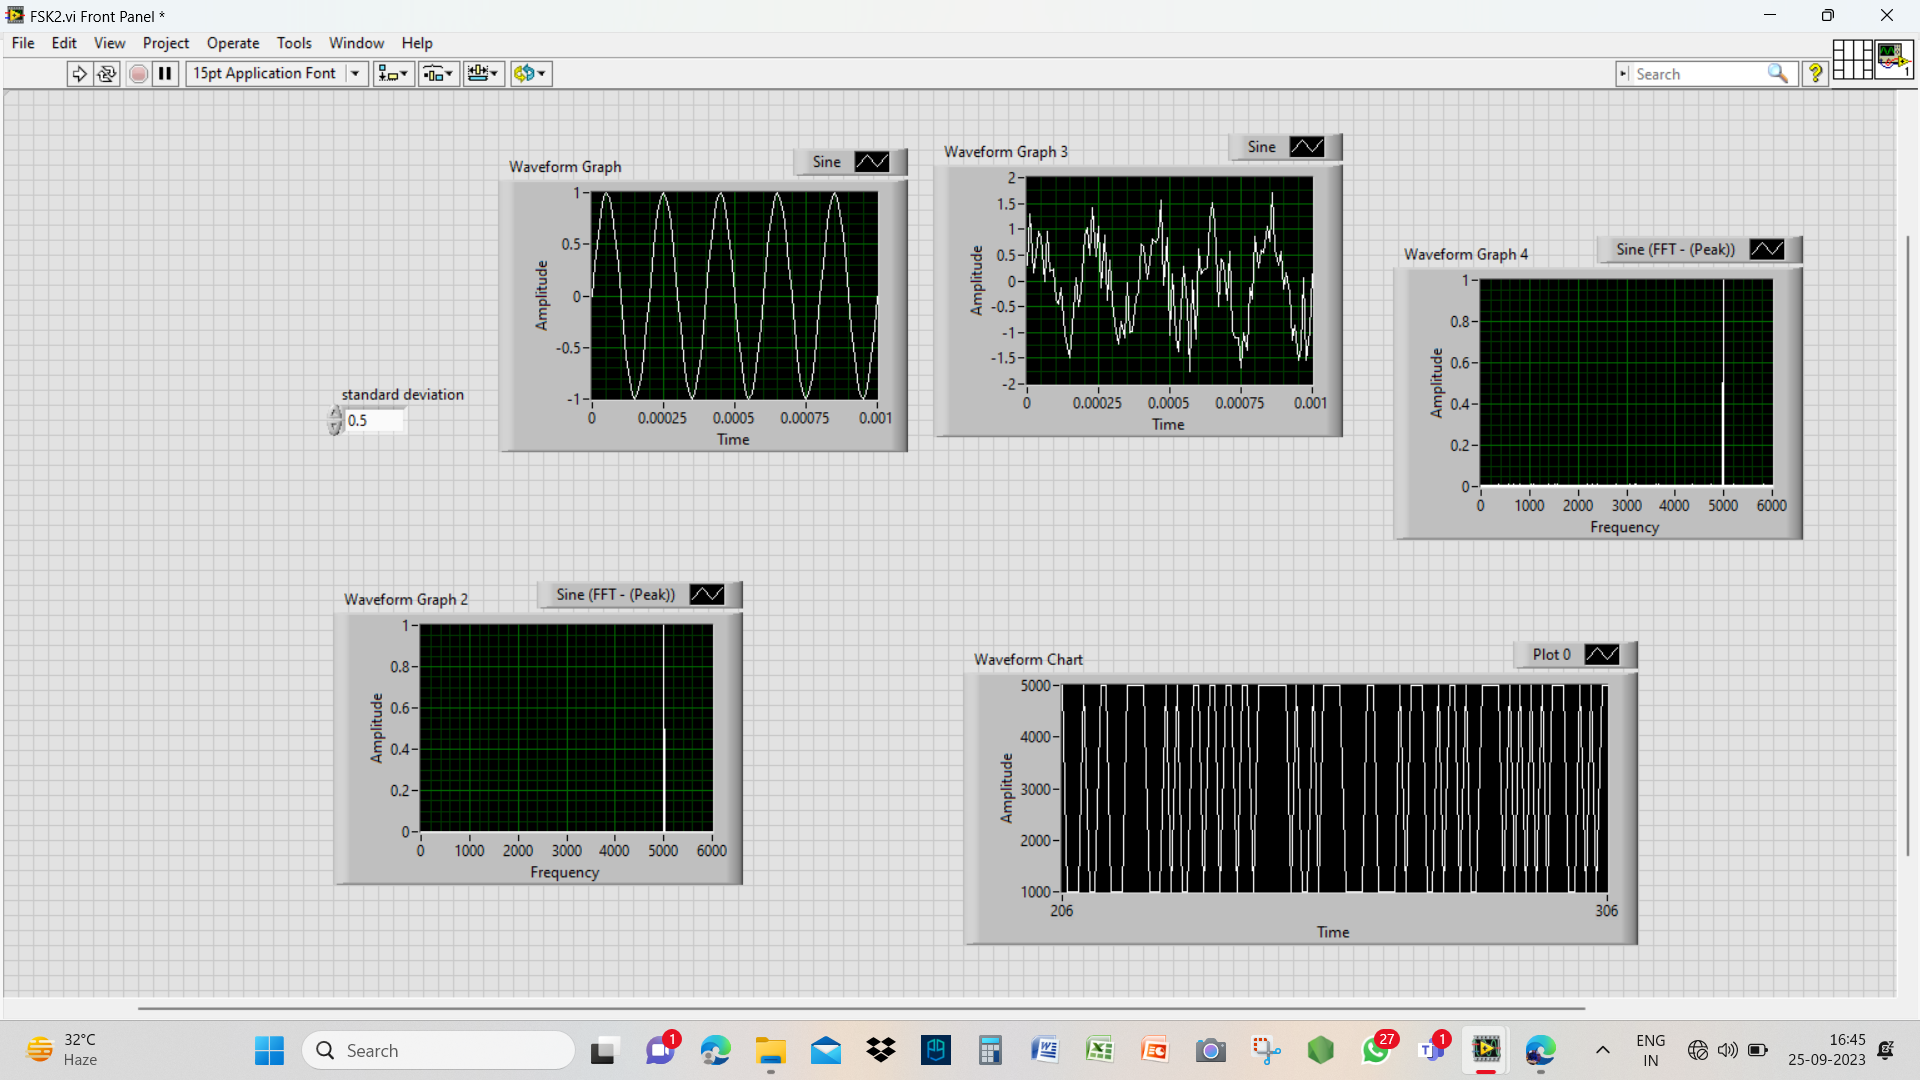 FSK2.vi Front Panel *
File Edit View Project Operate Tools Window Help
15pt Application Font
Search
1
Waveform Graph
Sine
1
0.5
0
-0.5
-1
Amplitude
0 0.00025 0.0005 0.00075 0.001
Time
Waveform Graph 3
Sine
2
1.5
1
0.5
0
-0.5
-1
-1.5
-2
Amplitude
0 0.00025 0.0005 0.00075 0.001
Time
Waveform Graph 4
Sine (FFT - (Peak))
1
0.8
0.6
0.4
0.2
0
Amplitude
0 1000 2000 3000 4000 5000 6000
Frequency
standard deviation
0.5
Waveform Graph 2
Sine (FFT - (Peak))
1
0.8
0.6
0.4
0.2
0
Amplitude
0 1000 2000 3000 4000 5000 6000
Frequency
Waveform Chart
Plot 0
5000
4000
3000
2000
1000
Amplitude
206 306
Time
32°C
Haze
Search
1
27
1
ENG
IN
16:45
25-09-2023